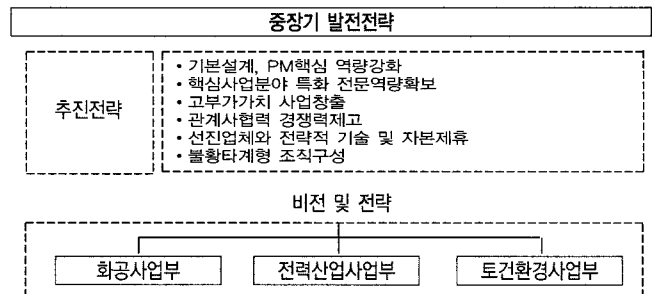 중장기 발전전략
추진전략
• 기본설계, PM핵심 역량강화
• 핵심사업분야 특화 전문역량확보
• 고부가가치 사업창출
• 관계사협력 경쟁력제고
• 선진업체와 전략적 기술 및 자본제휴
• 불황타계형 조직구성
비전 및 전략
화공사업부 전력산업사업부 토건환경사업부